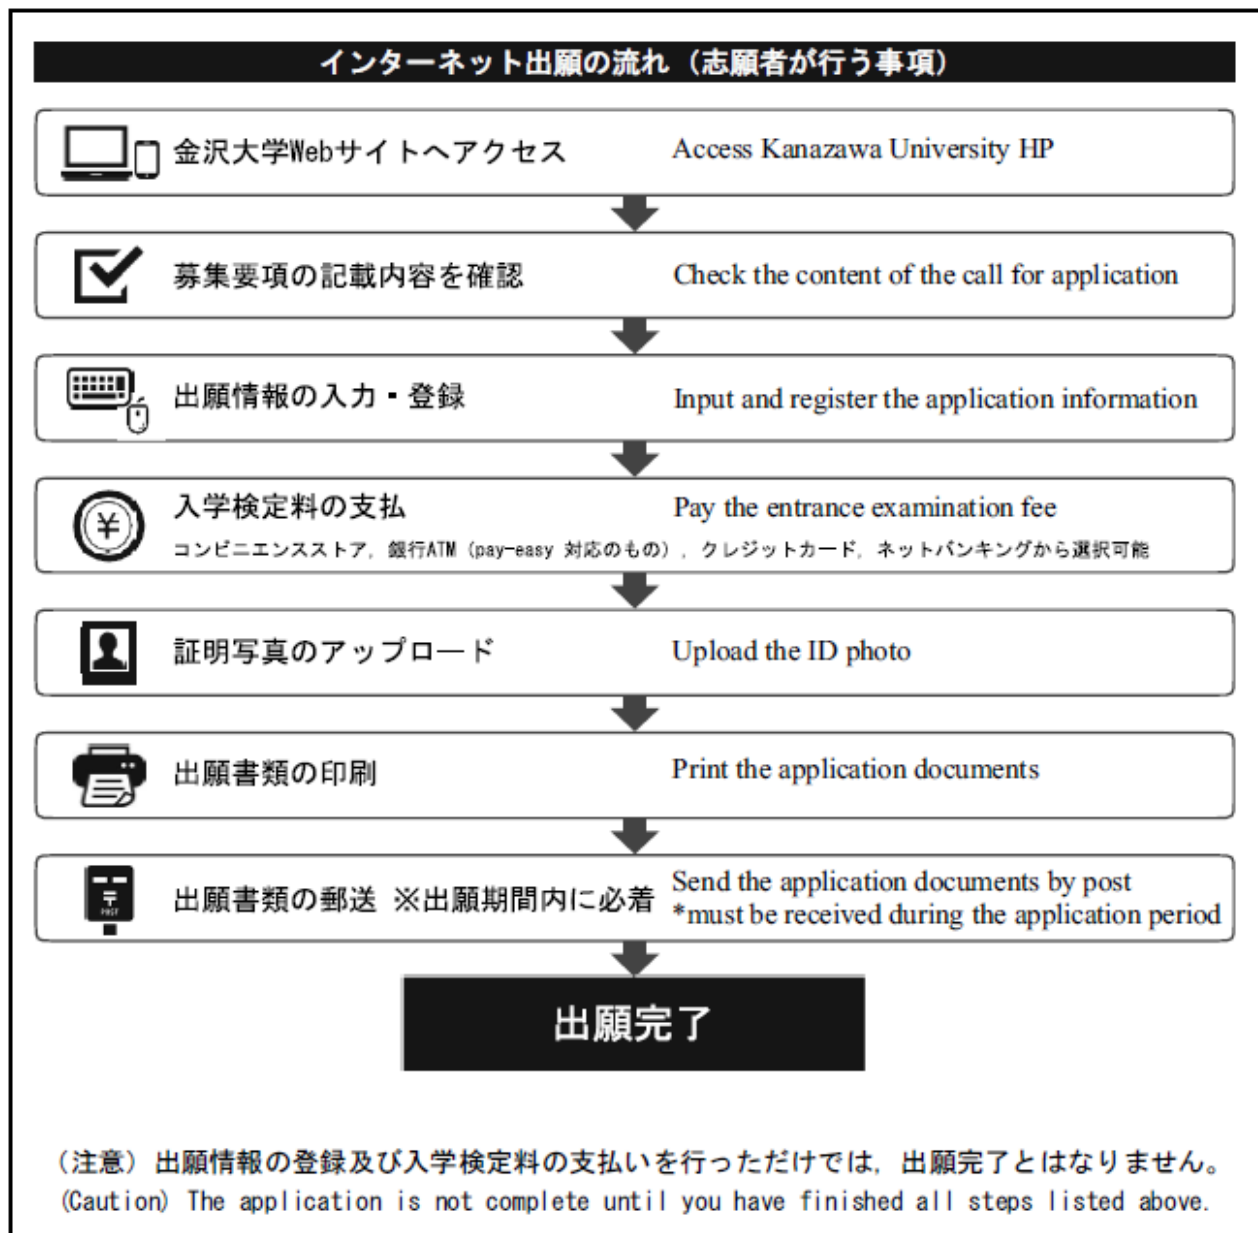 インターネット出願の流れ（志願者が行う事項）
金沢大学Webサイトへアクセス Access Kanazawa University HP
募集要項の記載内容を確認 Check the content of the call for application
出願情報の入力・登録 Input and register the application information
入学検定料の支払 Pay the entrance examination fee
コンビニエンスストア，銀行ATM（pay-easy 対応のもの），クレジットカード，ネットバンキングから選択可能
証明写真のアップロード Upload the ID photo
出願書類の印刷 Print the application documents
出願書類の郵送 ※出願期間内に必着 Send the application documents by post
*must be received during the application period
〒
POST
出願完了
（注意）出願情報の登録及び入学検定料の支払いを行っただけでは，出願完了とはなりません。
(Caution) The application is not complete until you have finished all steps listed above.